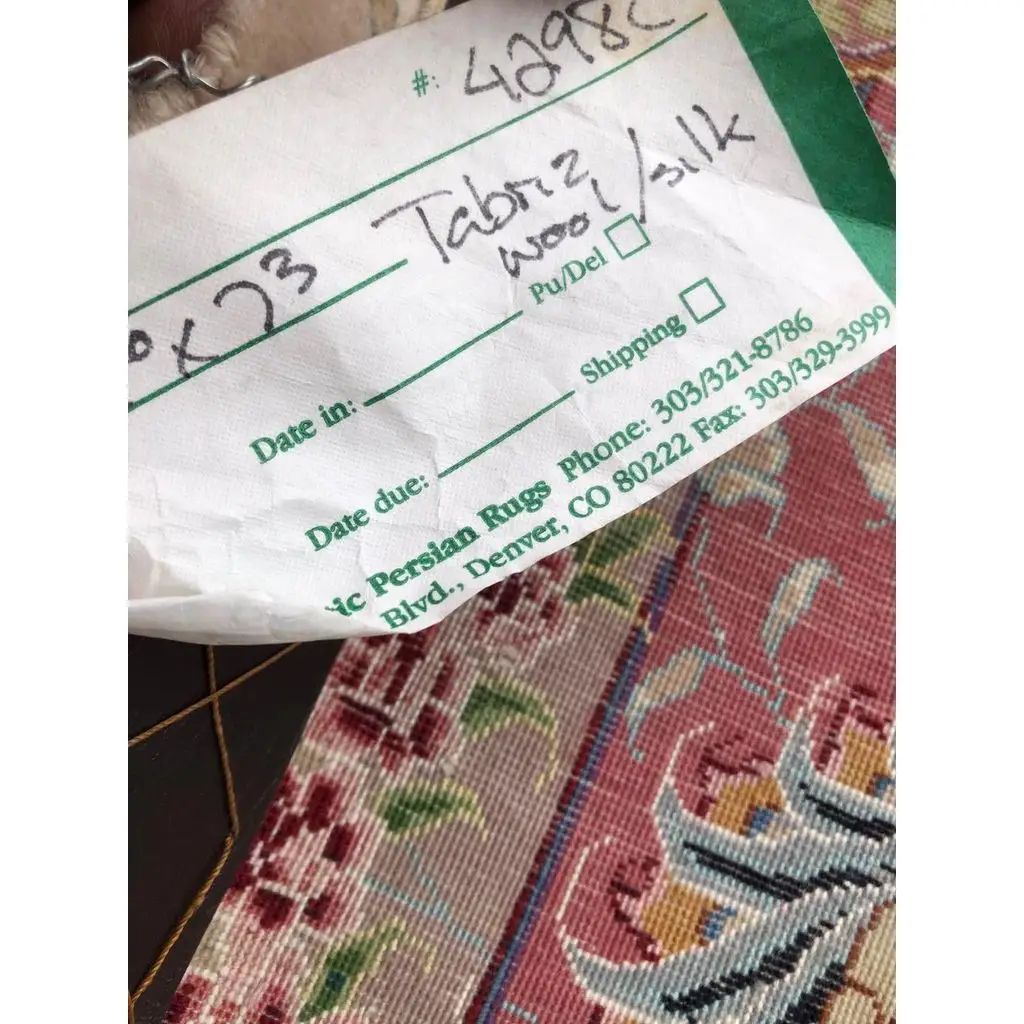 #: 4298C
x 23 Tabriz
wool/silk
Pu/Del
Date in:
Shipping
Date due:
ic Persian Rugs Phone: 303/321-8786
Blvd., Denver, CO 80222 Fax: 303/329-3999